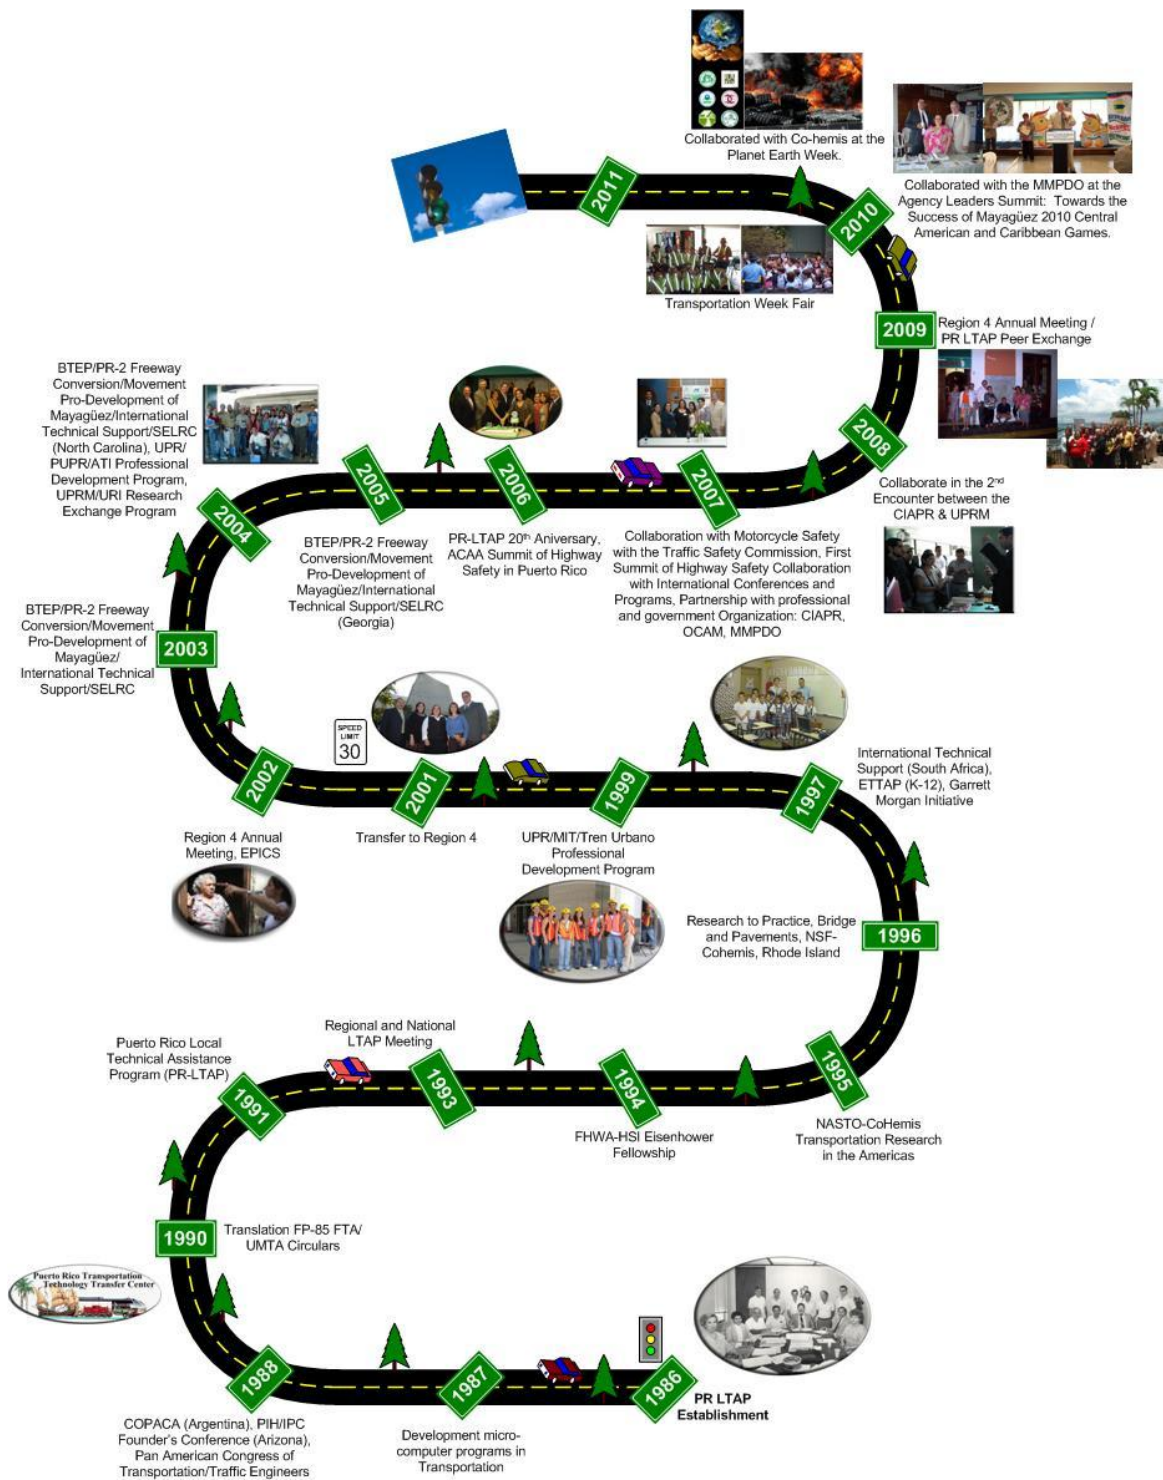 Collaborated with Co-hemis at the
Planet Earth Week.
2011
2010
Collaborated with the MMPDO at the
Agency Leaders Summit: Towards the
Success of Mayagüez 2010 Central
American and Caribbean Games.
Transportation Week Fair
2009
Region 4 Annual Meeting /
PR LTAP Peer Exchange
BTEP/PR-2 Freeway
Conversion/Movement
Pro-Development of
Mayagüez/International
Technical Support/SELRC
(North Carolina), UPR/
PUPR/ATI Professional
Development Program,
UPRM/URI Research
Exchange Program
2004
2005
2006
2007
2008
Collaborate in the 2nd
Encounter between the
CIAPR & UPRM
BTEP/PR-2 Freeway
Conversion/Movement
Pro-Development of
Mayagüez/International
Technical Support/SELRC
(Georgia)
PR-LTAP 20th Aniversary,
ACAA Summit of Highway
Safety in Puerto Rico
Collaboration with Motorcycle Safety
with the Traffic Safety Commission, First
Summit of Highway Safety Collaboration
with International Conferences and
Programs, Partnership with professional
and government Organization: CIAPR,
OCAM, MMPDO
BTEP/PR-2 Freeway
Conversion/Movement
Pro-Development of
Mayagüez/
International Technical
Support/SELRC
2003
SPEED
LIMIT
30
2002
2001
1999
1997
International Technical
Support (South Africa),
ETTAP (K-12), Garrett
Morgan Initiative
Region 4 Annual
Meeting, EPICS
Transfer to Region 4
UPR/MIT/Tren Urbano
Professional
Development Program
Research to Practice, Bridge
and Pavements, NSF-
Cohemis, Rhode Island
1996
Puerto Rico Local
Technical Assistance
Program (PR-LTAP)
Regional and National
LTAP Meeting
1991
1993
1994
1995
FHWA-HSI Eisenhower
Fellowship
NASTO-CoHemis
Transportation Research
in the Americas
1990
Translation FP-85 FTA/
UMTA Circulars
Puerto Rico Transportation
Technology Transfer Center
1988
1987
1986
PR LTAP
Establishment
COPACA (Argentina), PIH/IPC
Founder's Conference (Arizona),
Pan American Congress of
Transportation/Traffic Engineers
Development micro-
computer programs in
Transportation